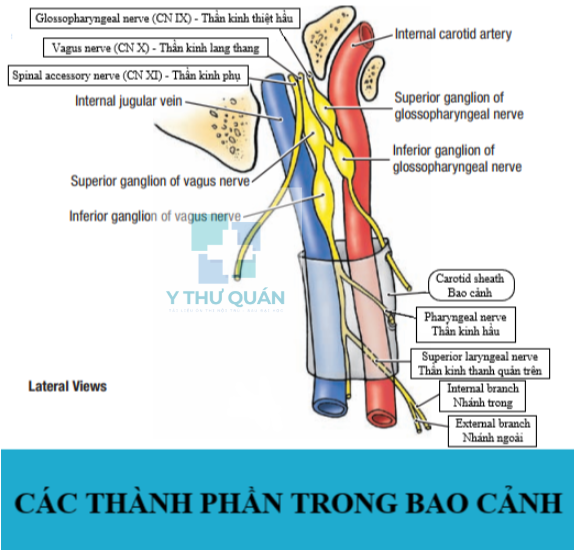 Glossopharyngeal nerve (CN IX) - Thần kinh thiệt hầu
Vagus nerve (CN X) - Thần kinh lang thang
Spinal accessory nerve (CN XI) - Thần kinh phụ
Internal jugular vein
Internal carotid artery
Superior ganglion of
glossopharyngeal nerve
Inferior ganglion of
glossopharyngeal nerve
Superior ganglion of vagus nerve
Inferior ganglion of vagus nerve
Y THƯ QUÁN
Carotid sheath
Bao cảnh
Pharyngeal nerve
Thần kinh hầu
Superior laryngeal nerve
Thần kinh thanh quản trên
Internal branch
Nhánh trong
External branch
Nhánh ngoài
Lateral Views
CÁC THÀNH PHẦN TRONG BAO CẢNH